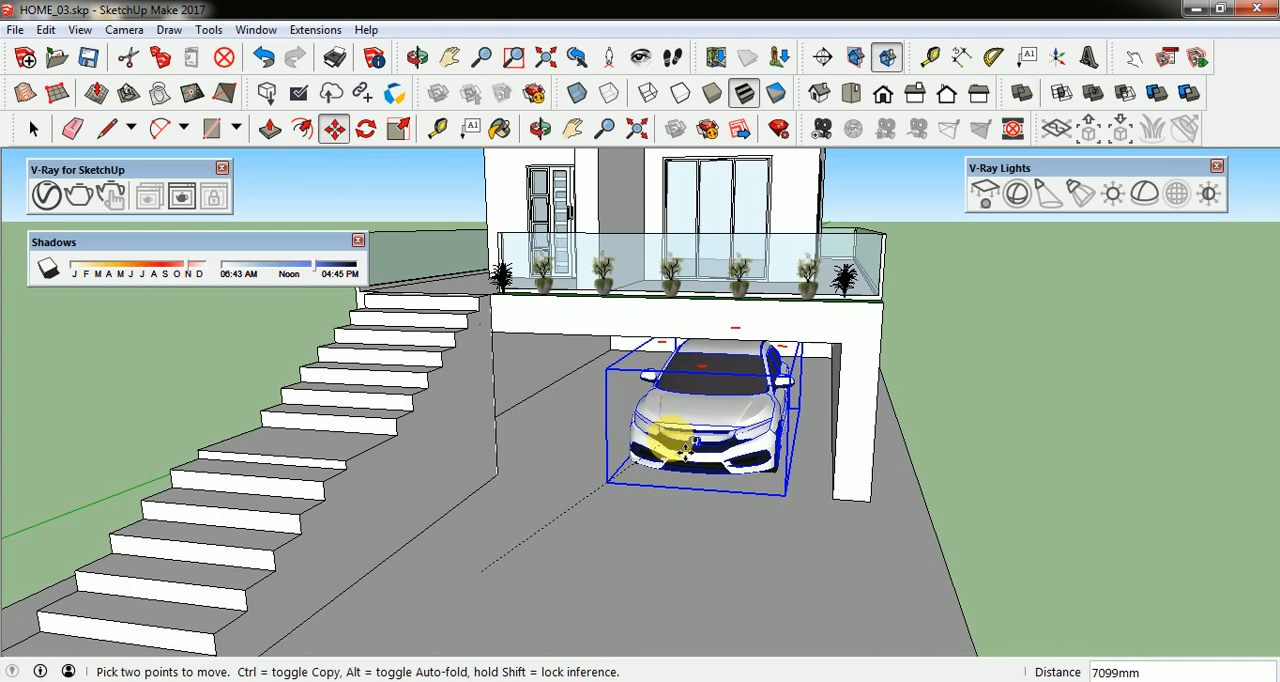 HOME_03.skp - SketchUp Make 2017
File Edit View Camera Draw Tools Window Extensions Help
A1
A1
V-Ray for SketchUp
V-Ray Lights
Shadows
J F M A M J J A S O N D 06:43 AM Noon 04:45 PM
Pick two points to move. Ctrl = toggle Copy, Alt = toggle Auto-fold, hold Shift = lock inference. Distance 7099mm